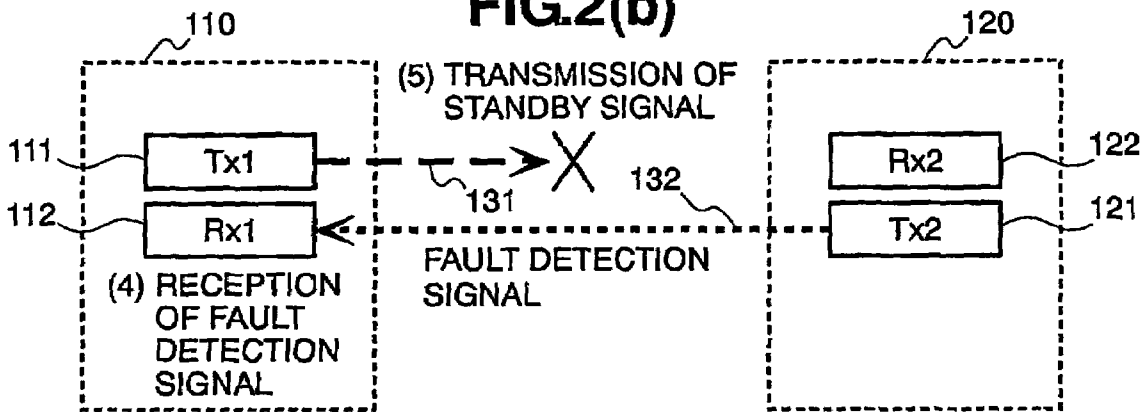 FIG.2(b)
110
120
(5) TRANSMISSION OF
STANDBY SIGNAL
111
Tx1
131
132
Rx2
122
112
Rx1
Tx2
121
FAULT DETECTION
SIGNAL
(4) RECEPTION
OF FAULT
DETECTION
SIGNAL